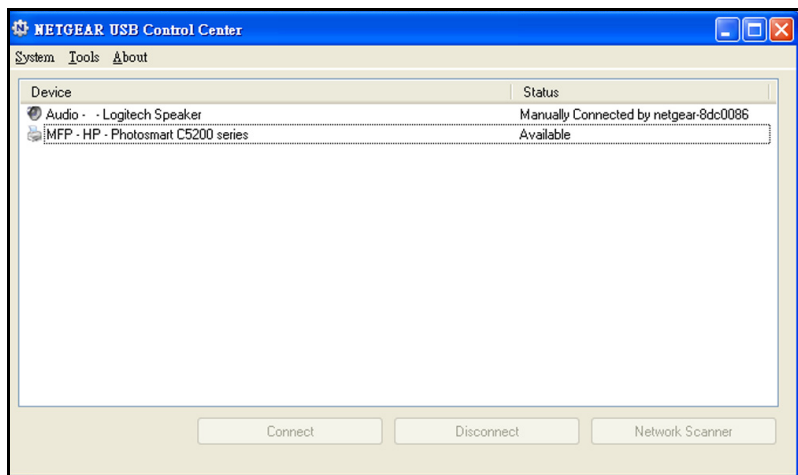 NETGEAR USB Control Center
System Tools About
Device Status
Audio - - Logitech Speaker Manually Connected by netgear-8dc0086
MFP - HP - Photosmart C5200 series Available
Connect Disconnect Network Scanner